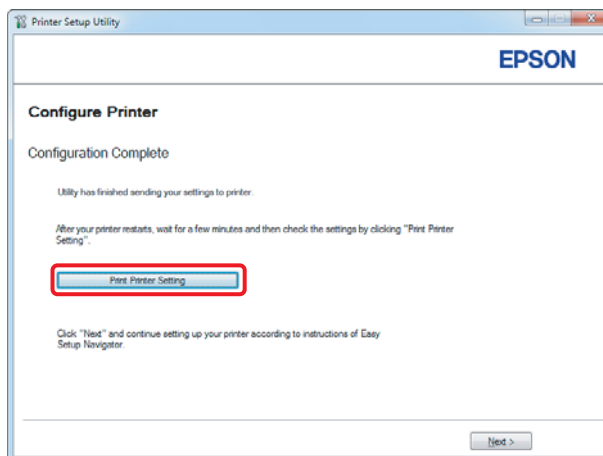 Printer Setup Utility
EPSON
Configure Printer
Configuration Complete
Utility has finished sending your settings to printer.
After your printer restarts, wait for a few minutes and then check the settings by clicking "Print Printer
Setting".
Print Printer Setting
Click "Next" and continue setting up your printer according to instructions of Easy
Setup Navigator.
Next >